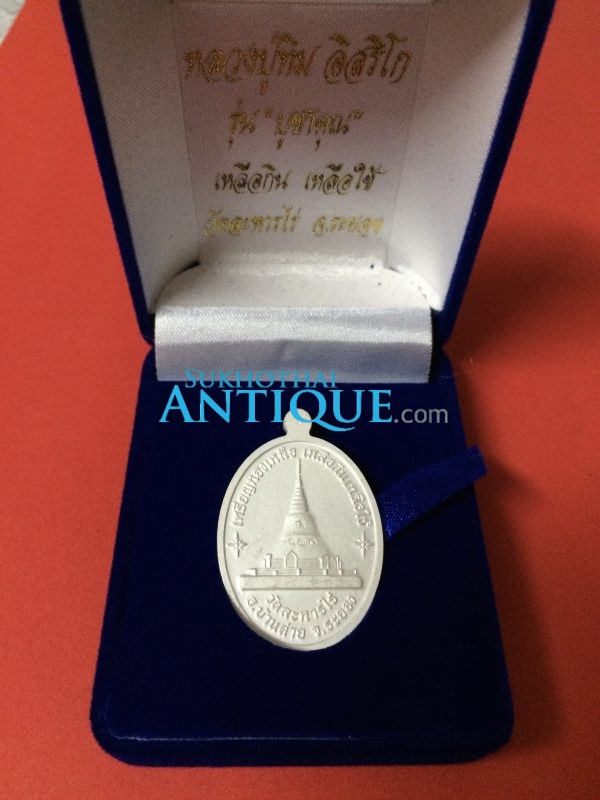 หลวงปู่ทิม อิสริโก
รุ่น "บูชาคุณ"
เหลือกิน เหลือใช้
วัดละหารไร่ จ.ระยอง
SUKHOTHAI
ANTIQUE.com
เหรียญทองเหลือ เหลือกินเหลือใช้
วัดละหารไร่
อ.บ้านค่าย จ.ระยอง